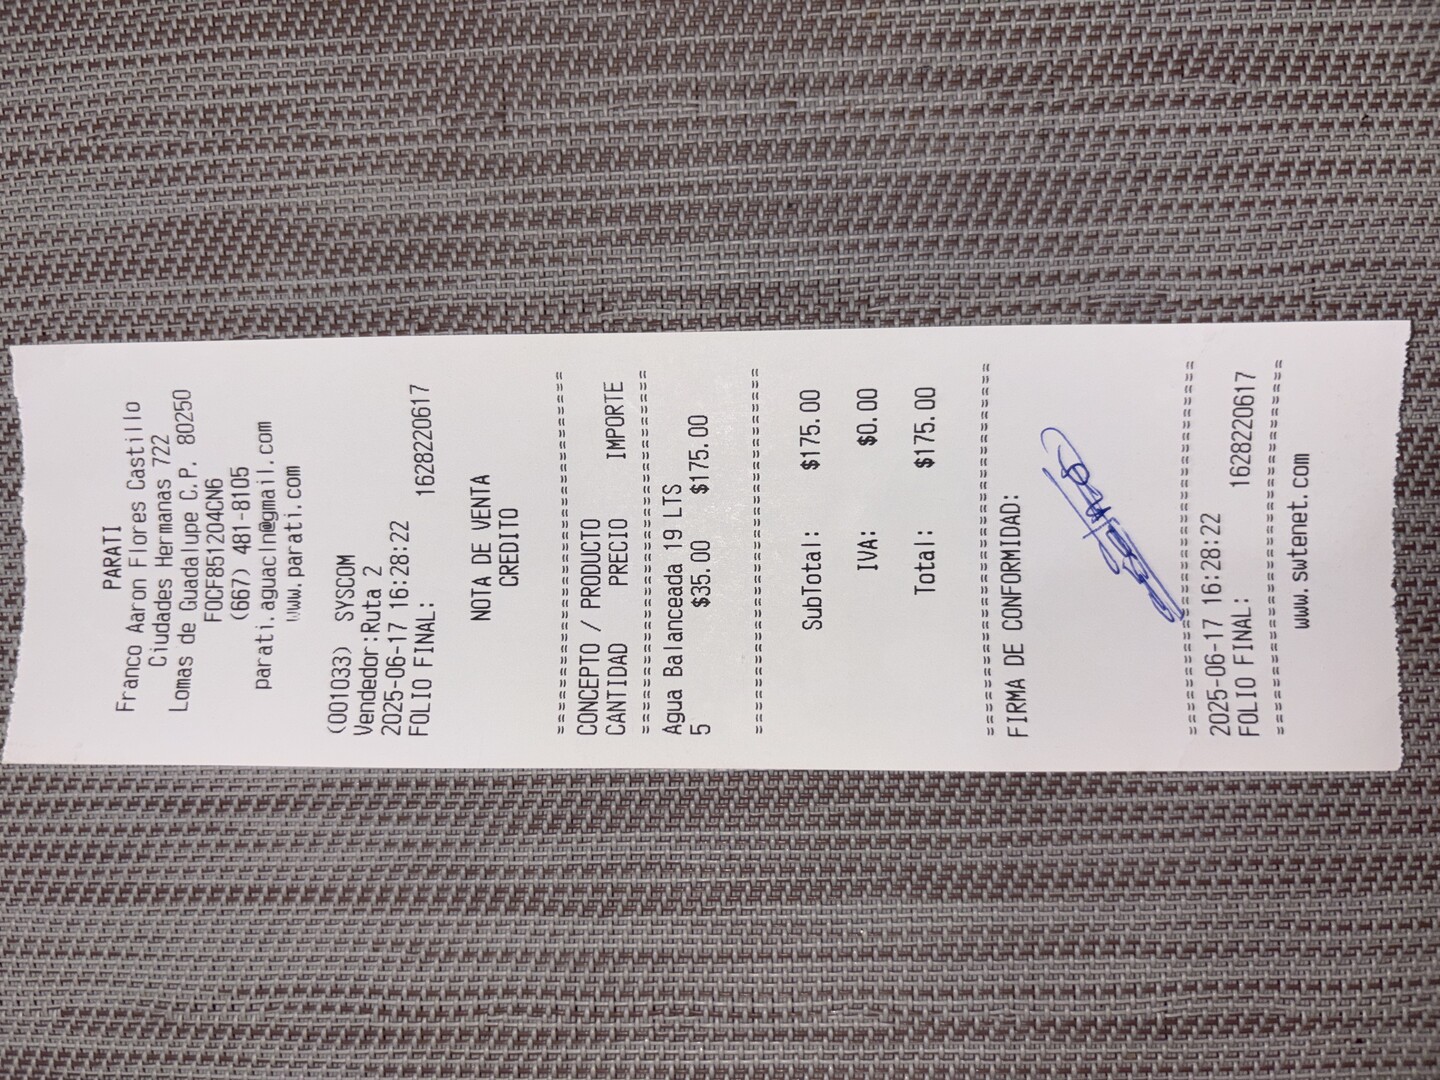 PARATI
Franco Aaron Flores Castillo
Ciudades Hermanas 722
Lomas de Guadalupe C.P. 80250
FOCF851204CN6
(667) 481-8105
parati.aguacln@gmail.com
www.parati.com
(001033) SYSCOM
Vendedor:Ruta 2
2025-06-17 16:28:22
FOLIO FINAL: 1628220617
NOTA DE VENTA
CREDITO
==============================
CONCEPTO / PRODUCTO
CANTIDAD PRECIO IMPORTE
==============================
Agua Balanceada 19 LTS
5 $35.00 $175.00
==============================
SubTotal: $175.00
IVA: $0.00
Total: $175.00
==============================
FIRMA DE CONFORMIDAD:
==============================
2025-06-17 16:28:22
FOLIO FINAL: 1628220617
==============================
www.swtenet.com